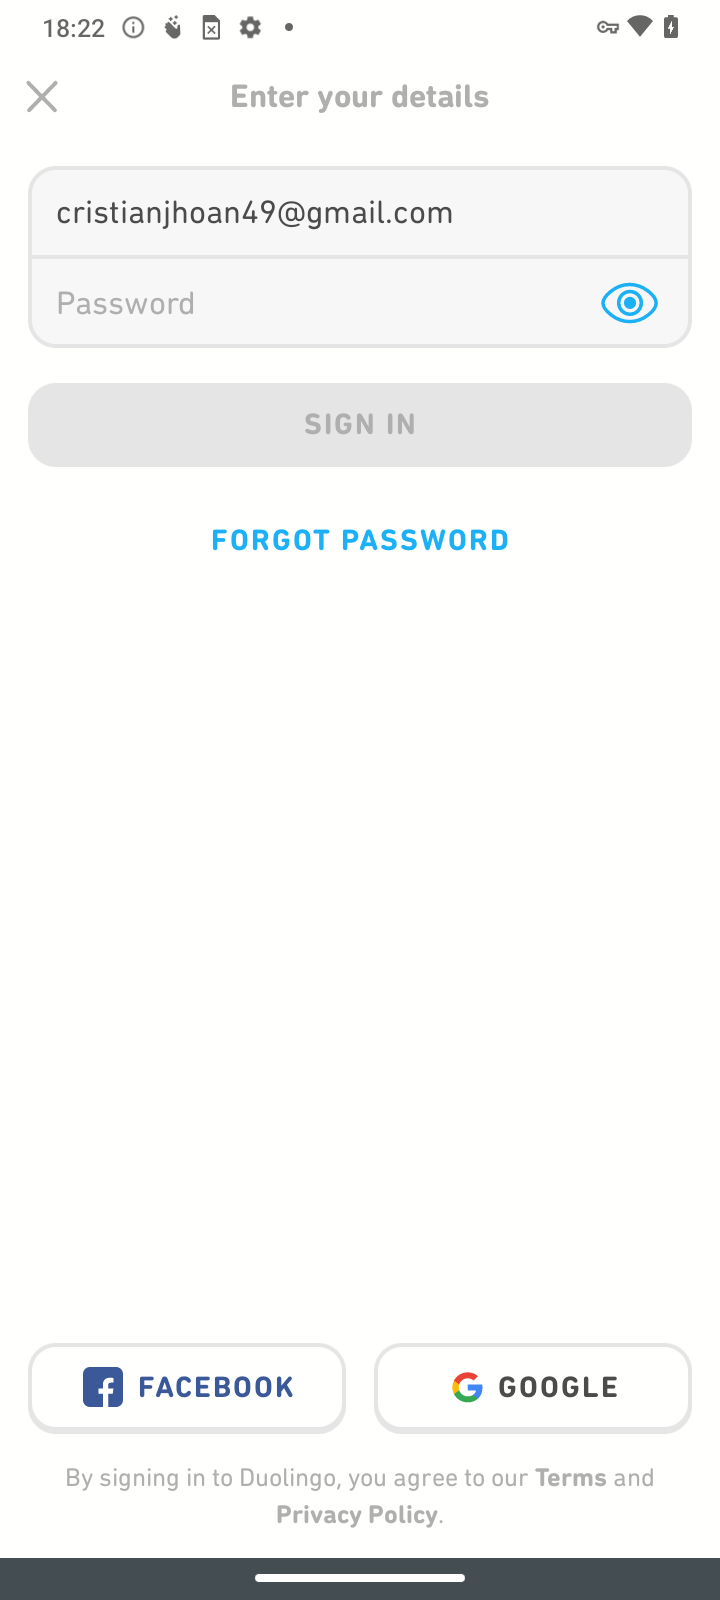 18:22
Enter your details
cristianjhoan49@gmail.com
Password
SIGN IN
FORGOT PASSWORD
FACEBOOK
GOOGLE
By signing in to Duolingo, you agree to our Terms and
Privacy Policy.